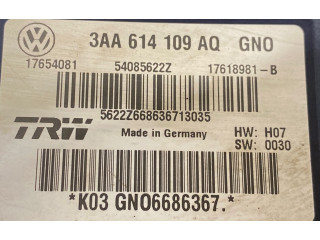 3AA 614 109 AQ GNO
17654081 54085622Z 17618981-B
5622Z668636713035
TRW Made in Germany HW: H07
SW: 0030
*K03 GNO6686367.*